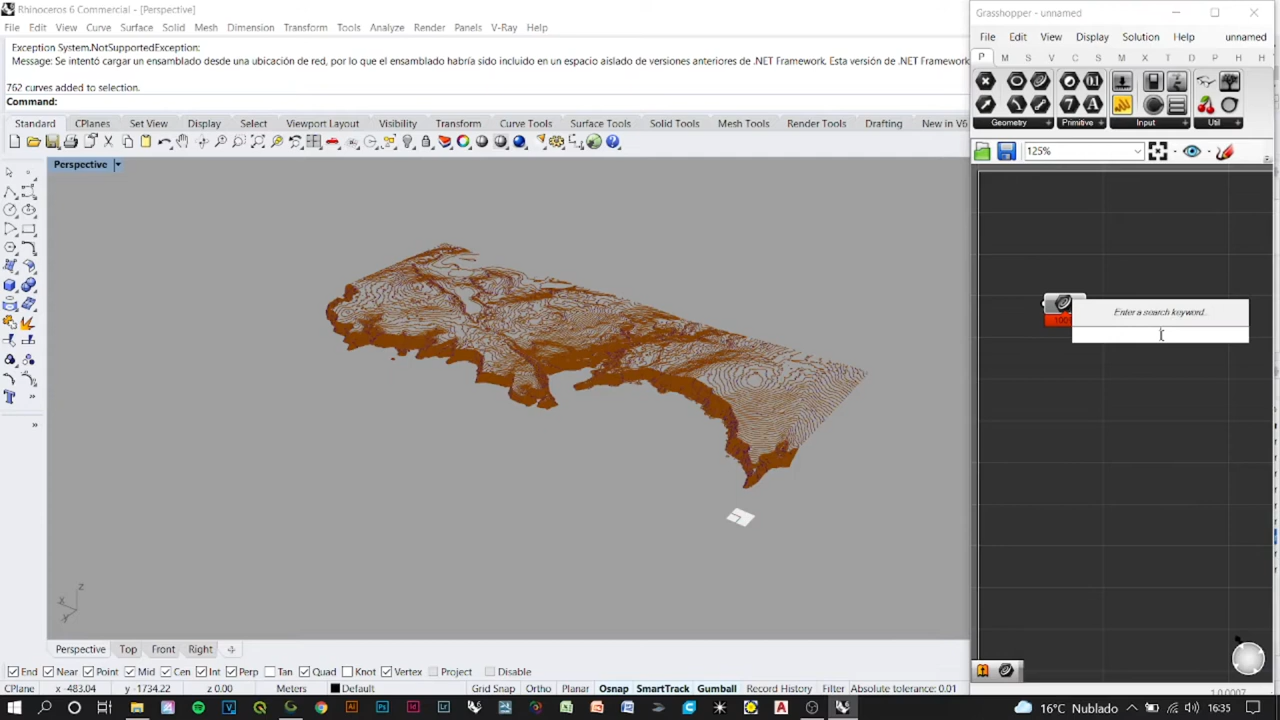 Rhinoceros 6 Commercial - [Perspective]
File Edit View Curve Surface Solid Mesh Dimension Transform Tools Analyze Render Panels V-Ray Help
Exception System.NotSupportedException:
Message: Se intentó cargar un ensamblado desde una ubicación de red, por lo que el ensamblado habría sido incluido en un espacio aislado de versiones anteriores de .NET Framework. Esta versión de .NET Framework
762 curves added to selection.
Command:
Standard CPlanes Set View Display Select Viewport Layout Visibility Transform Curve Tools Surface Tools Solid Tools Mesh Tools Render Tools Drafting New in V6
Perspective
z
x
y
Perspective Top Front Right
End Near Point Mid Cen Int Perp Tan Quad Knot Vertex Project Disable
CPlane x -483.04 y -1734.22 z 0.00 Meters Default Grid Snap Ortho Planar Osnap SmartTrack Gumball Record History Filter Absolute tolerance: 0.01
Grasshopper - unnamed
File Edit View Display Solution Help unnamed
P M S V C S M I T D P H H
Geometry Primitive Input Util
125%
Enter a search keyword..
1.0.0007
16°C Nublado 16:35